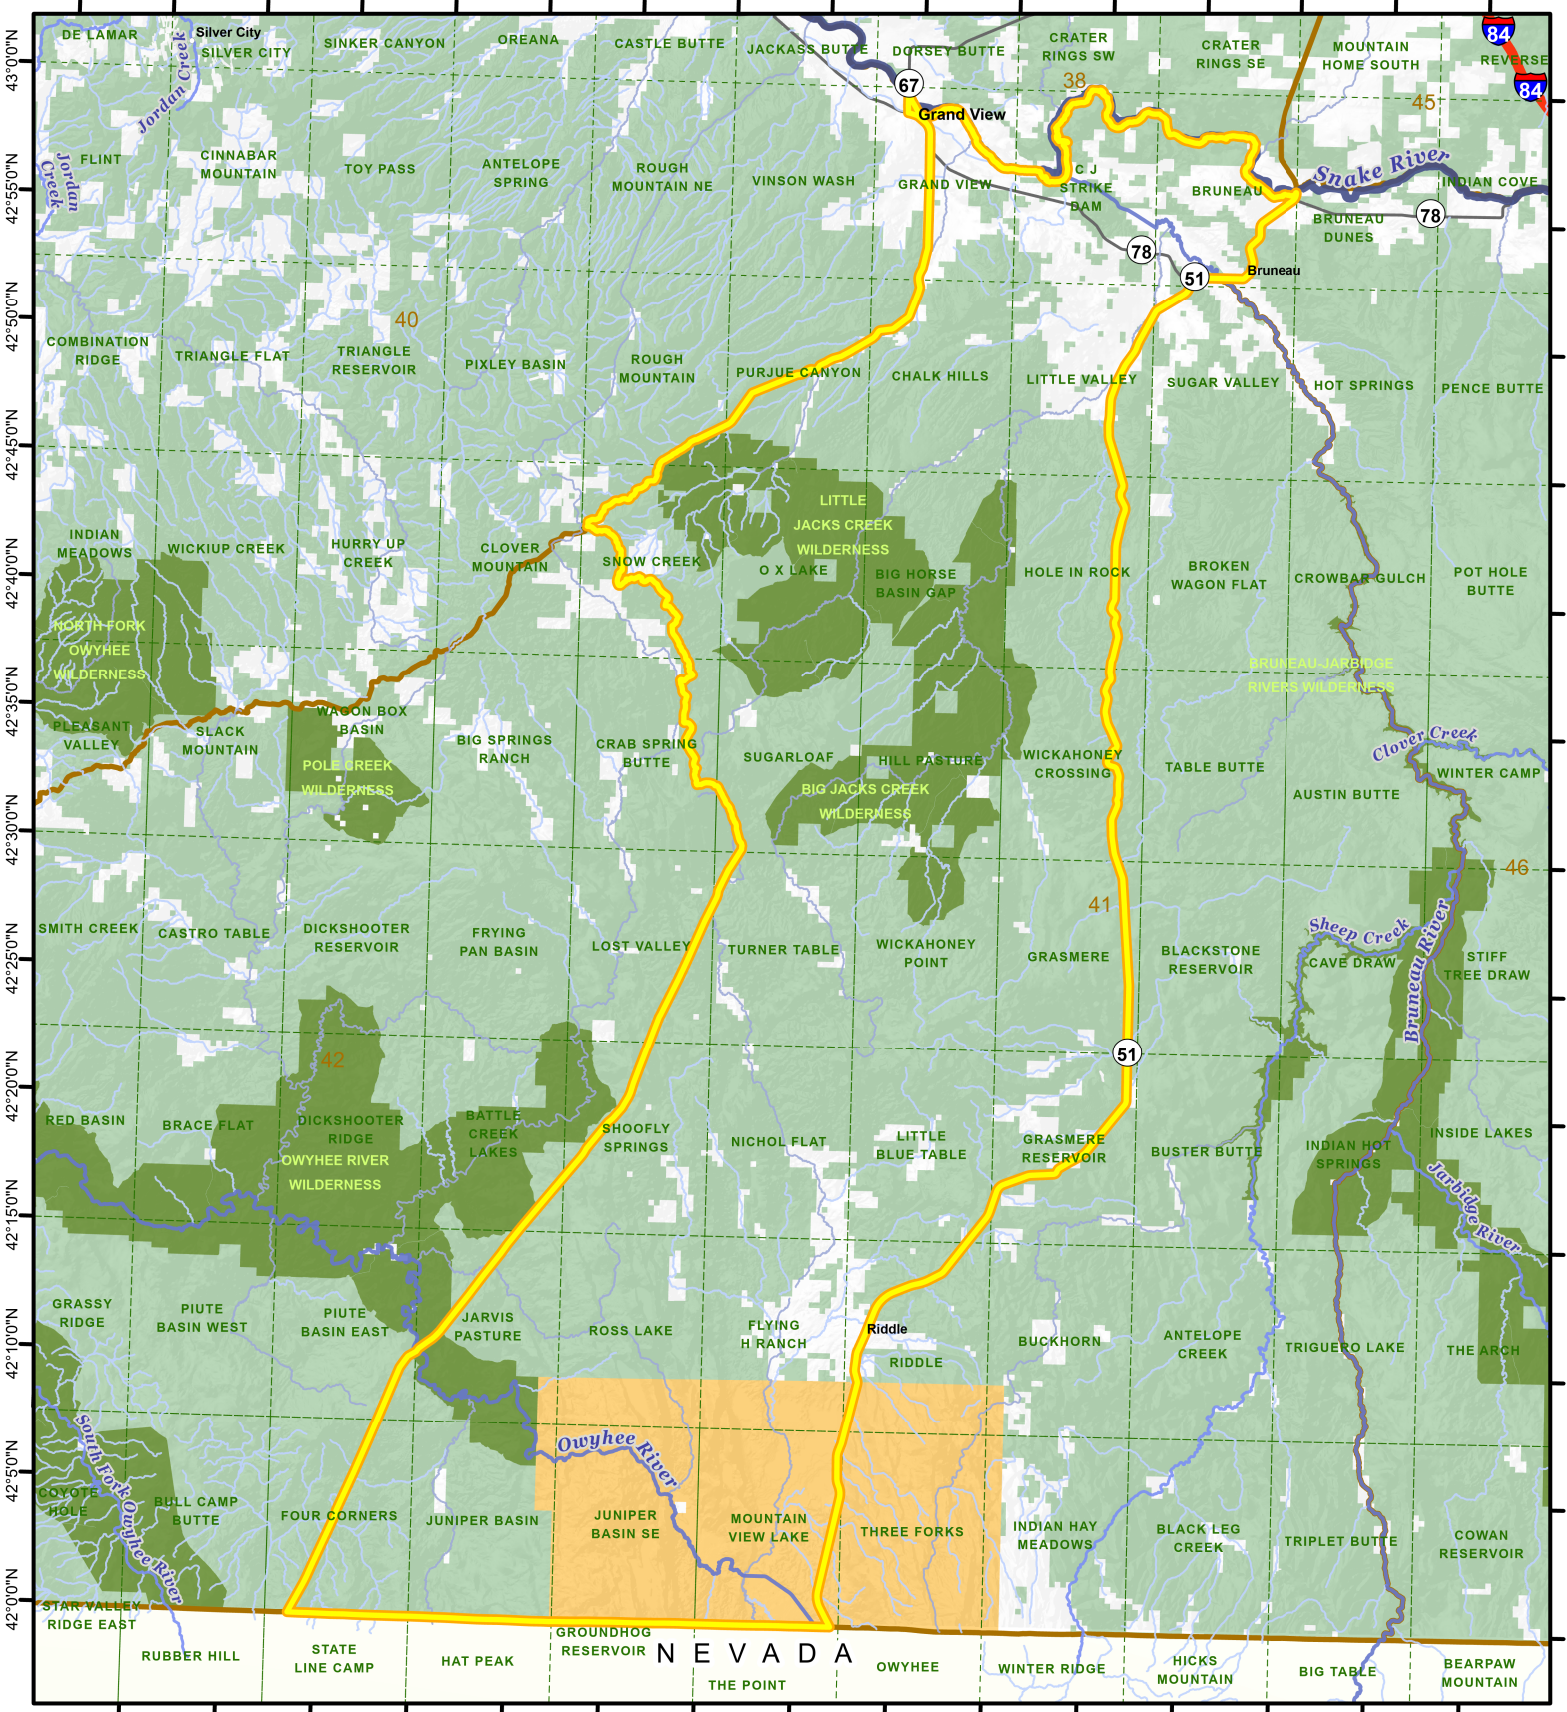 DE LAMAR
Silver City
SILVER CITY
SINKER CANYON
OREANA
CASTLE BUTTE
JACKASS BUTTE
DORSEY BUTTE
CRATER
RINGS SW
CRATER
RINGS SE
MOUNTAIN
HOME SOUTH
84
REVERSE
84
43°0'0"N
Jordan Creek
67
38
45
Grand View
FLINT
Jordan
Creek
CINNABAR
MOUNTAIN
TOY PASS
ANTELOPE
SPRING
ROUGH
MOUNTAIN NE
VINSON WASH
GRAND VIEW
C J
STRIKE
DAM
BRUNEAU
Snake River
INDIAN COVE
42°55'0"N
BRUNEAU
DUNES
78
78
51
Bruneau
42°50'0"N
40
COMBINATION
RIDGE
TRIANGLE FLAT
TRIANGLE
RESERVOIR
PIXLEY BASIN
ROUGH
MOUNTAIN
PURJUE CANYON
CHALK HILLS
LITTLE VALLEY
SUGAR VALLEY
HOT SPRINGS
PENCE BUTTE
42°45'0"N
LITTLE
JACKS CREEK
WILDERNESS
INDIAN
MEADOWS
WICKIUP CREEK
HURRY UP
CREEK
CLOVER
MOUNTAIN
SNOW CREEK
O X LAKE
BIG HORSE
BASIN GAP
HOLE IN ROCK
BROKEN
WAGON FLAT
CROWBAR GULCH
POT HOLE
BUTTE
42°40'0"N
NORTH FORK
OWYHEE
WILDERNESS
BRUNEAU-JARBIDGE
RIVERS WILDERNESS
42°35'0"N
PLEASANT
VALLEY
SLACK
MOUNTAIN
WAGON BOX
BASIN
BIG SPRINGS
RANCH
CRAB SPRING
BUTTE
SUGARLOAF
HILL PASTURE
WICKAHONEY
CROSSING
TABLE BUTTE
Clover Creek
WINTER CAMP
POLE CREEK
WILDERNESS
BIG JACKS CREEK
WILDERNESS
AUSTIN BUTTE
42°30'0"N
46
41
SMITH CREEK
CASTRO TABLE
DICKSHOOTER
RESERVOIR
FRYING
PAN BASIN
LOST VALLEY
TURNER TABLE
WICKAHONEY
POINT
GRASMERE
BLACKSTONE
RESERVOIR
Sheep Creek
CAVE DRAW
Bruneau River
STIFF
TREE DRAW
42°25'0"N
42
51
42°20'0"N
RED BASIN
BRACE FLAT
DICKSHOOTER
RIDGE
BATTLE
CREEK
LAKES
SHOOFLY
SPRINGS
NICHOL FLAT
LITTLE
BLUE TABLE
GRASMERE
RESERVOIR
BUSTER BUTTE
INDIAN HOT
SPRINGS
INSIDE LAKES
OWYHEE RIVER
WILDERNESS
Jarbidge River
42°15'0"N
GRASSY
RIDGE
PIUTE
BASIN WEST
PIUTE
BASIN EAST
JARVIS
PASTURE
ROSS LAKE
FLYING
H RANCH
Riddle
RIDDLE
BUCKHORN
ANTELOPE
CREEK
TRIGUERO LAKE
THE ARCH
42°10'0"N
South Fork Owyhee River
Owyhee River
42°5'0"N
COYOTE
HOLE
BULL CAMP
BUTTE
FOUR CORNERS
JUNIPER BASIN
JUNIPER
BASIN SE
MOUNTAIN
VIEW LAKE
THREE FORKS
INDIAN HAY
MEADOWS
BLACK LEG
CREEK
TRIPLET BUTTE
COWAN
RESERVOIR
42°0'0"N
STAR VALLEY
RIDGE EAST
RUBBER HILL
STATE
LINE CAMP
HAT PEAK
GROUNDHOG
RESERVOIR
NEVADA
THE POINT
OWYHEE
WINTER RIDGE
HICKS
MOUNTAIN
BIG TABLE
BEARPAW
MOUNTAIN